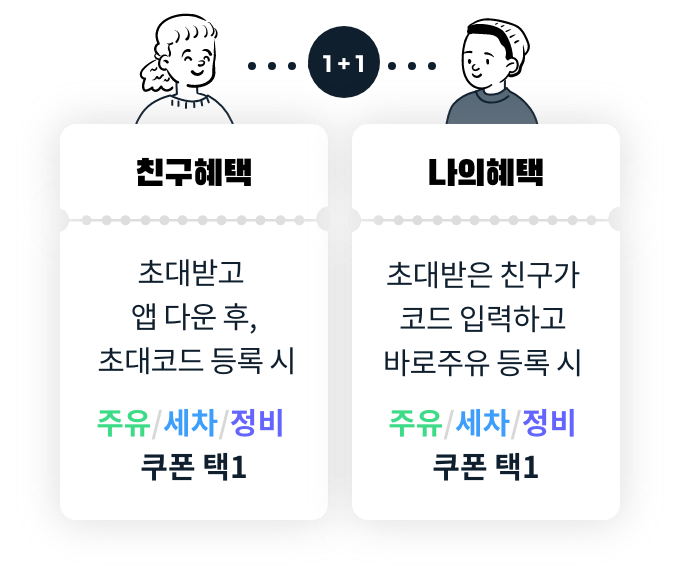 1+1
친구혜택
초대받고
앱 다운 후,
초대코드 등록 시
주유/세차/정비
쿠폰 택1
나의혜택
초대받은 친구가
코드 입력하고
바로주유 등록 시
주유/세차/정비
쿠폰 택1